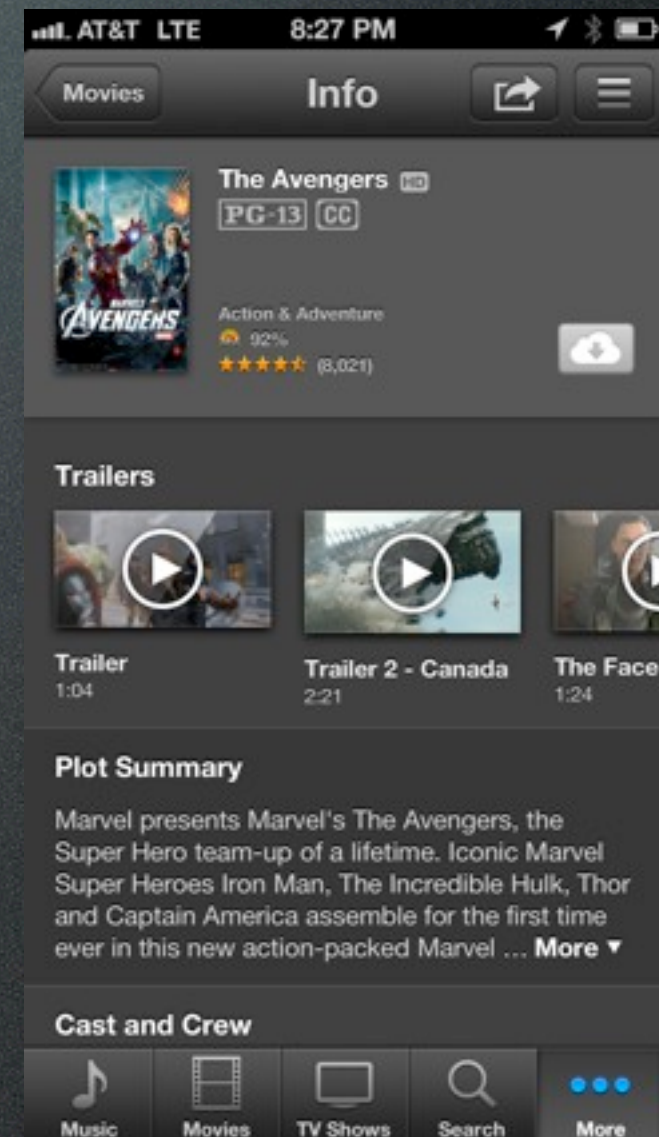 AT&T LTE 8:27 PM
Movies Info
The Avengers HD
PG-13 CC
MARVEL
AVENGERS
Action & Adventure
92%
(8,021)
Trailers
Trailer
1:04
Trailer 2 - Canada
2:21
The Face
1:24
Plot Summary
Marvel presents Marvel's The Avengers, the
Super Hero team-up of a lifetime. Iconic Marvel
Super Heroes Iron Man, The Incredible Hulk, Thor
and Captain America assemble for the first time
ever in this new action-packed Marvel ... More ▼
Cast and Crew
Music Movies TV Shows Search More